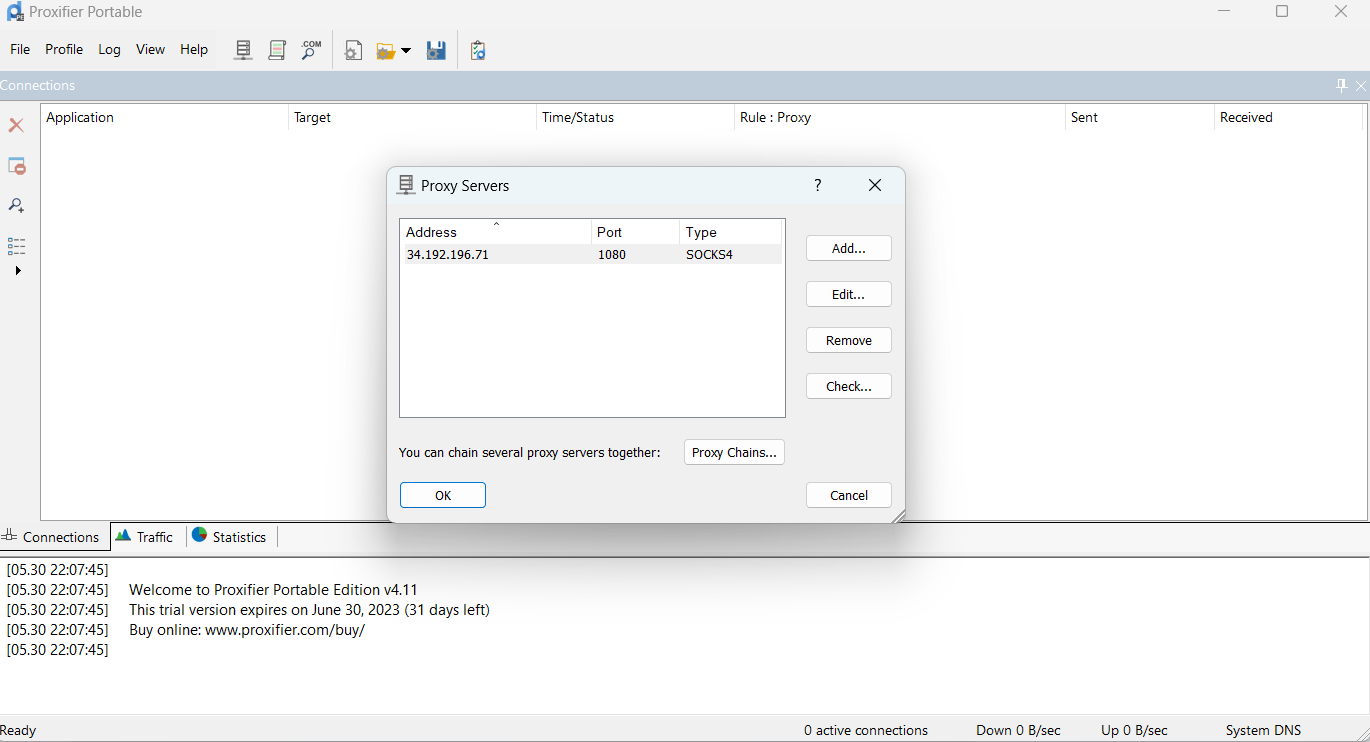 Proxifier Portable
File Profile Log View Help .COM
Connections
Application Target Time/Status Rule : Proxy Sent Received
Proxy Servers ?
Address Port Type
34.192.196.71 1080 SOCKS4
Add...
Edit...
Remove
Check...
You can chain several proxy servers together: Proxy Chains...
OK Cancel
Connections Traffic Statistics
[05.30 22:07:45]
[05.30 22:07:45] Welcome to Proxifier Portable Edition v4.11
[05.30 22:07:45] This trial version expires on June 30, 2023 (31 days left)
[05.30 22:07:45] Buy online: www.proxifier.com/buy/
[05.30 22:07:45]
Ready 0 active connections Down 0 B/sec Up 0 B/sec System DNS